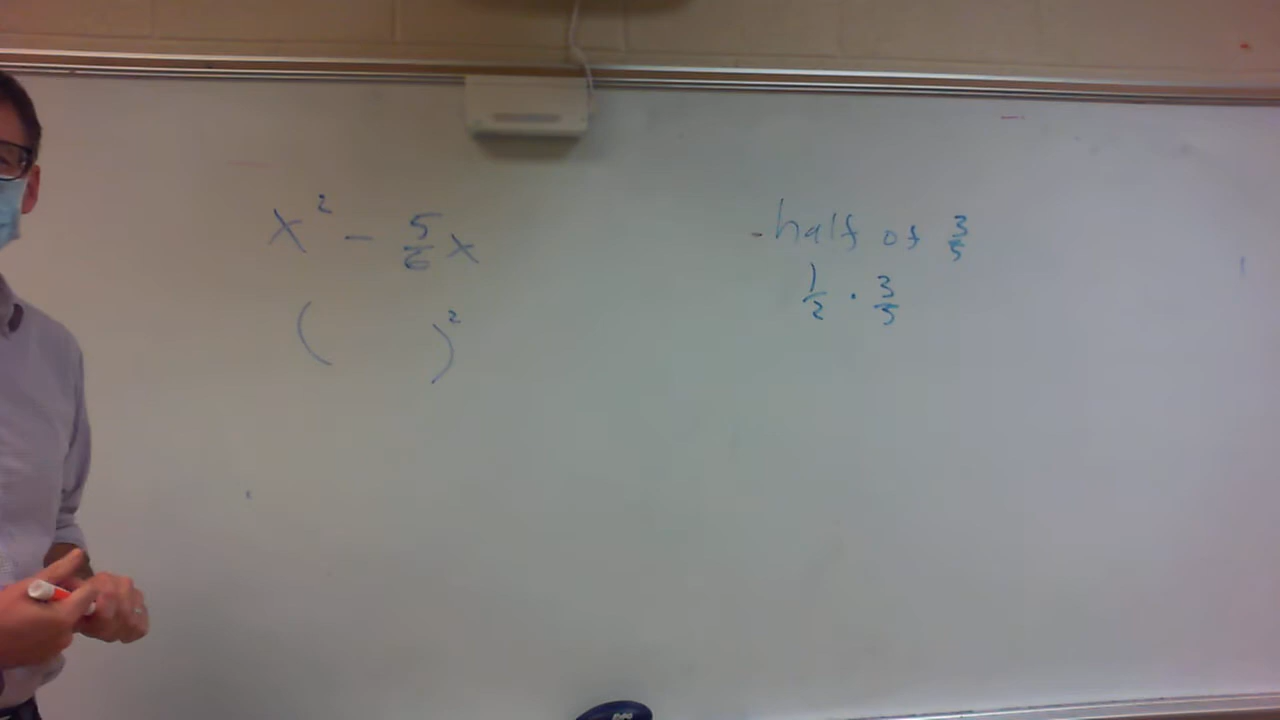 x² - 5/6 x
( )²
half of 3/5
1/2 · 3/5